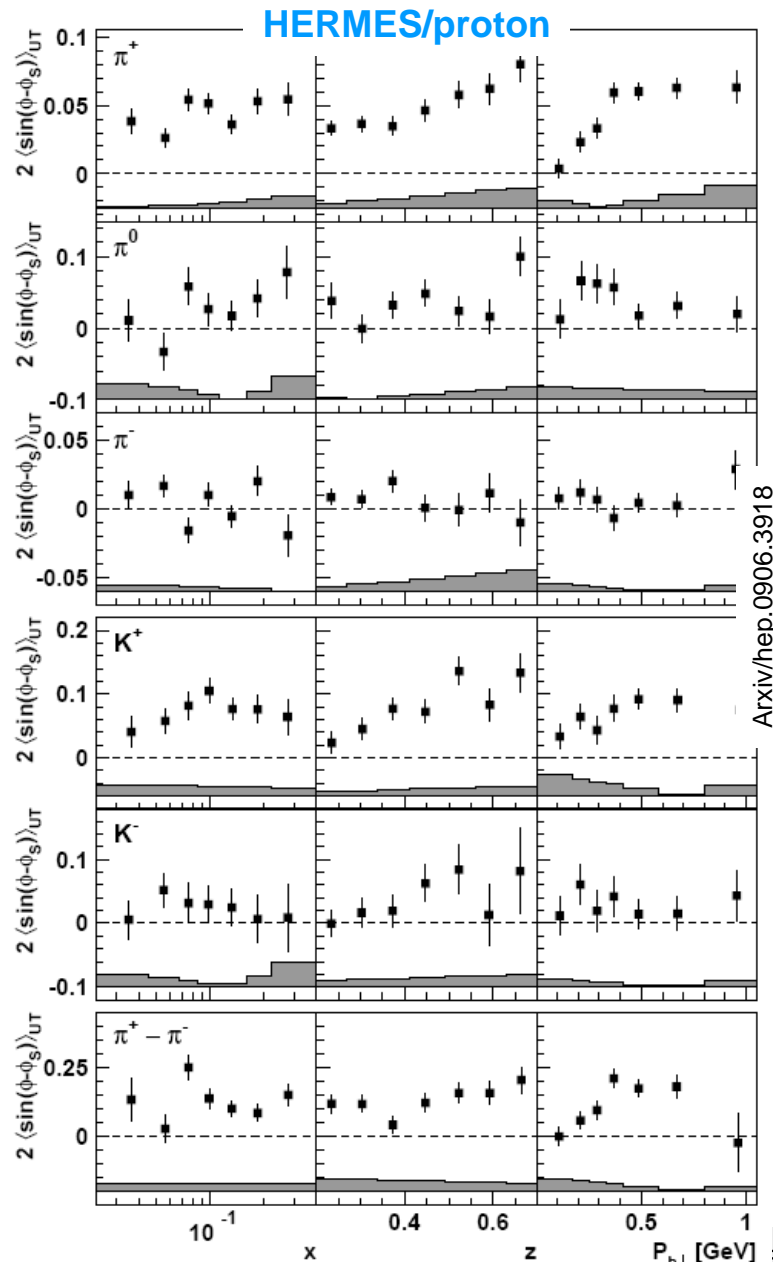 HERMES/proton
2 ⟨sin(ϕ-ϕS)⟩UT
π+
0.1
0.05
0
2 ⟨sin(ϕ-ϕS)⟩UT
π0
0.1
0
-0.1
2 ⟨sin(ϕ-ϕS)⟩UT
π-
0.05
0
-0.05
2 ⟨sin(ϕ-ϕS)⟩UT
K+
0.2
0.1
0
2 ⟨sin(ϕ-ϕS)⟩UT
K-
0.1
0
-0.1
2 ⟨sin(ϕ-ϕS)⟩UT
π+ − π-
0.25
0
10-1
x
0.4 0.6
z
0.5 1
Ph⊥ [GeV]
Arxiv/hep.0906.3918